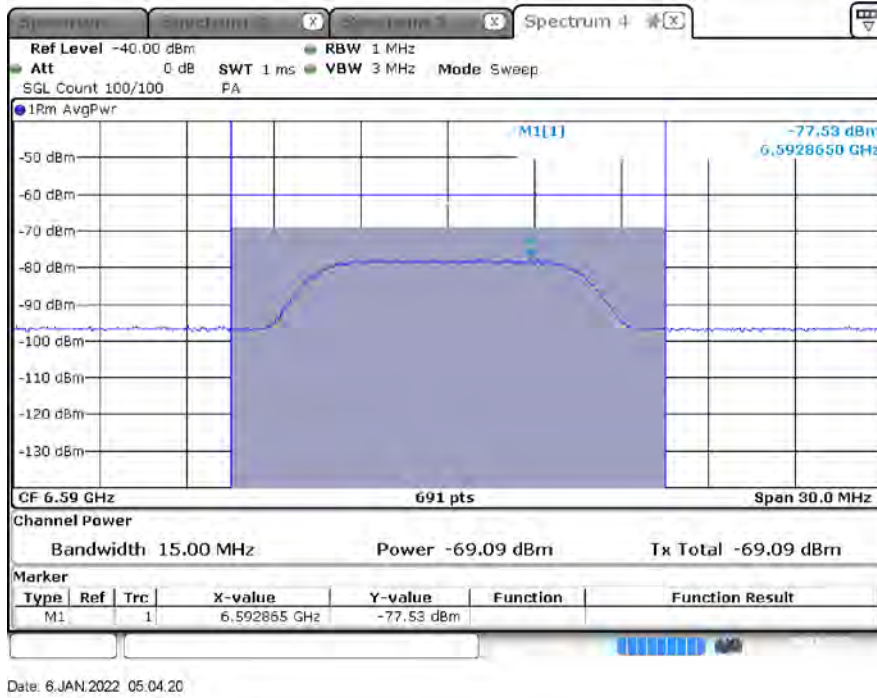 Spectrum 4
Ref Level -40.00 dBm RBW 1 MHz
Att 0 dB SWT 1 ms VBW 3 MHz Mode Sweep
SGL Count 100/100 PA
1Rm AvgPwr
M1[1] -77.53 dBm
6.5928650 GHz
-50 dBm
-60 dBm
-70 dBm
-80 dBm
-90 dBm
-100 dBm
-110 dBm
-120 dBm
-130 dBm
CF 6.59 GHz 691 pts Span 30.0 MHz
Channel Power
Bandwidth 15.00 MHz Power -69.09 dBm Tx Total -69.09 dBm
Marker
Type Ref Trc X-value Y-value Function Function Result
M1 1 6.592865 GHz -77.53 dBm
Date: 6.JAN.2022 05:04:20